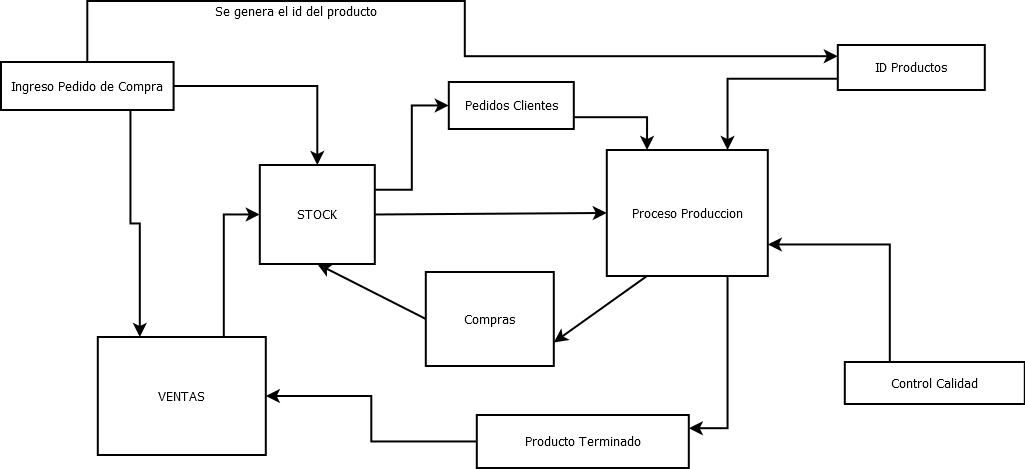 Se genera el id del producto
ID Productos
Ingreso Pedido de Compra
Pedidos Clientes
STOCK
Proceso Produccion
Compras
Control Calidad
VENTAS
Producto Terminado